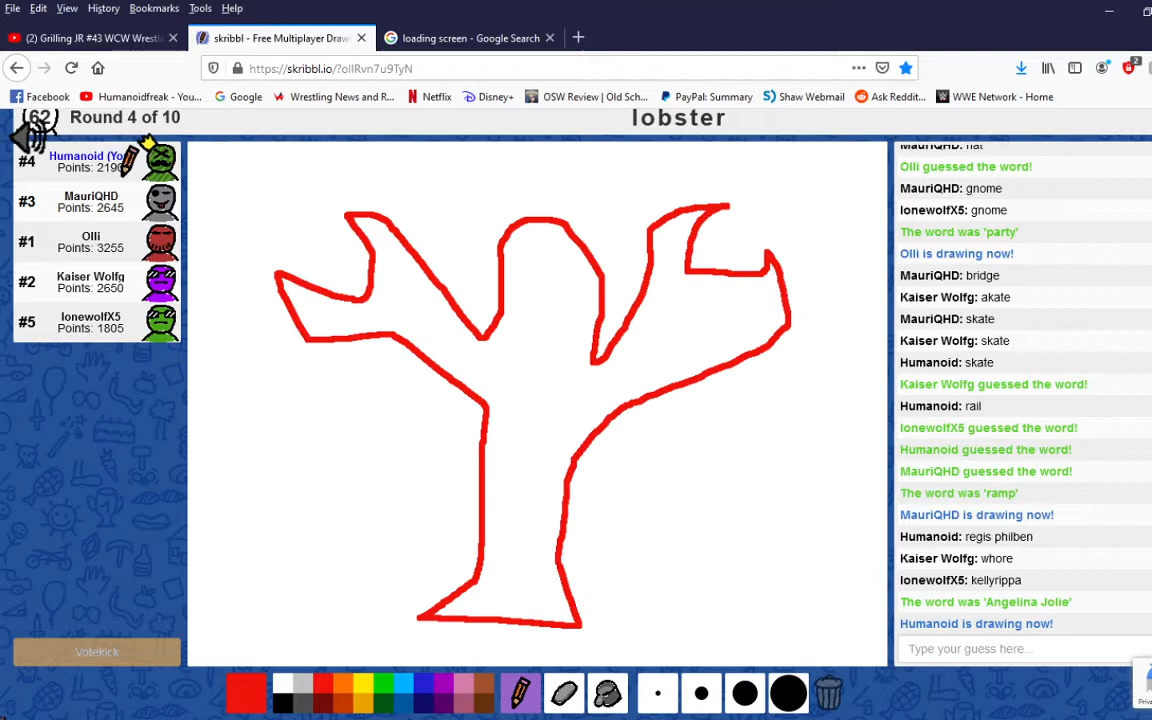 File Edit View History Bookmarks Tools Help
(2) Grilling JR #43 WCW Wrestl
skribbl - Free Multiplayer Drawi
loading screen - Google Search
https://skribbl.io/?olIRvn7u9TyN
Facebook
Humanoidfreak - You...
Google
Wrestling News and R...
Netflix
Disney+
OSW Review | Old Sch...
PayPal: Summary
Shaw Webmail
Ask Reddit...
WWE Network - Home
2
62
Round 4 of 10
lobster
#4 Humanoid (You
Points: 2190
#3 MauriQHD
Points: 2645
#1 Olli
Points: 3255
#2 Kaiser Wolfg
Points: 2650
#5 lonewolfX5
Points: 1805
Votekick
MauriQHD: hat
Olli guessed the word!
MauriQHD: gnome
lonewolfX5: gnome
The word was 'party'
Olli is drawing now!
MauriQHD: bridge
Kaiser Wolfg: akate
MauriQHD: skate
Kaiser Wolfg: skate
Humanoid: skate
Kaiser Wolfg guessed the word!
Humanoid: rail
lonewolfX5 guessed the word!
Humanoid guessed the word!
MauriQHD guessed the word!
The word was 'ramp'
MauriQHD is drawing now!
Humanoid: regis philben
Kaiser Wolfg: whore
lonewolfX5: kellyrippa
The word was 'Angelina Jolie'
Humanoid is drawing now!
Type your guess here...